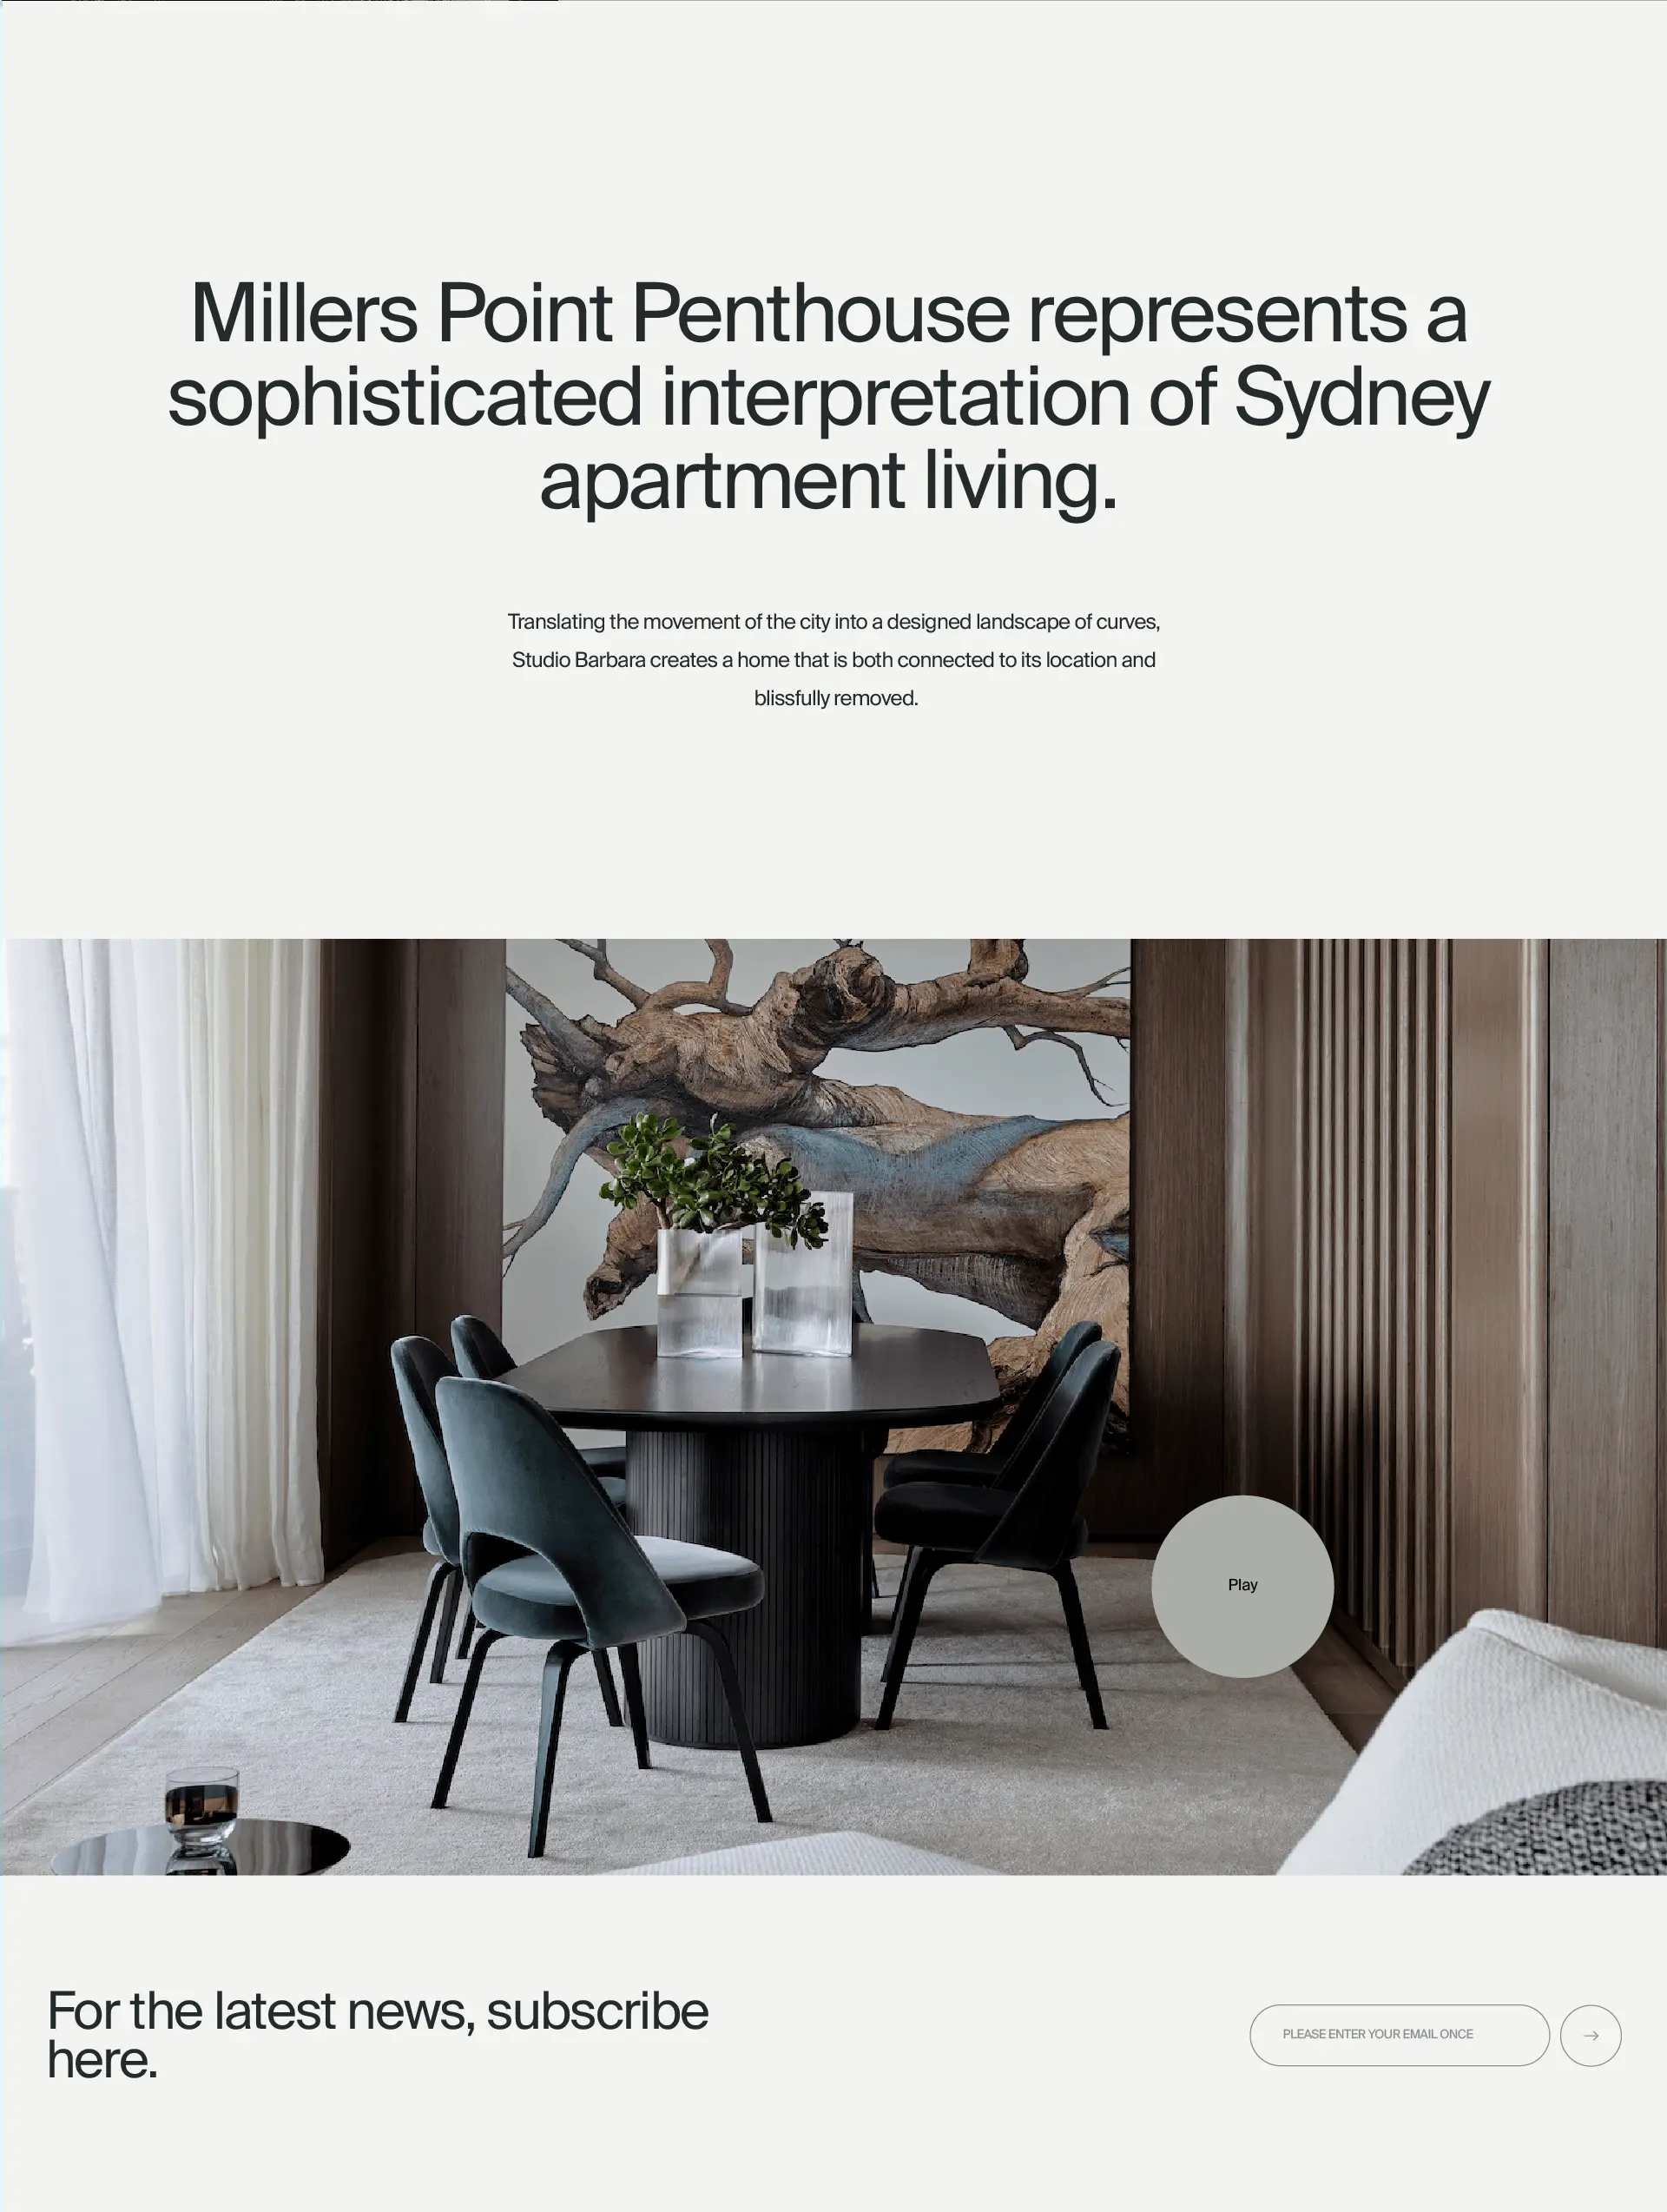 Millers Point Penthouse represents a
sophisticated interpretation of Sydney
apartment living.
Translating the movement of the city into a designed landscape of curves,
Studio Barbara creates a home that is both connected to its location and
blissfully removed.
Play
For the latest news, subscribe
here.
PLEASE ENTER YOUR EMAIL ONCE